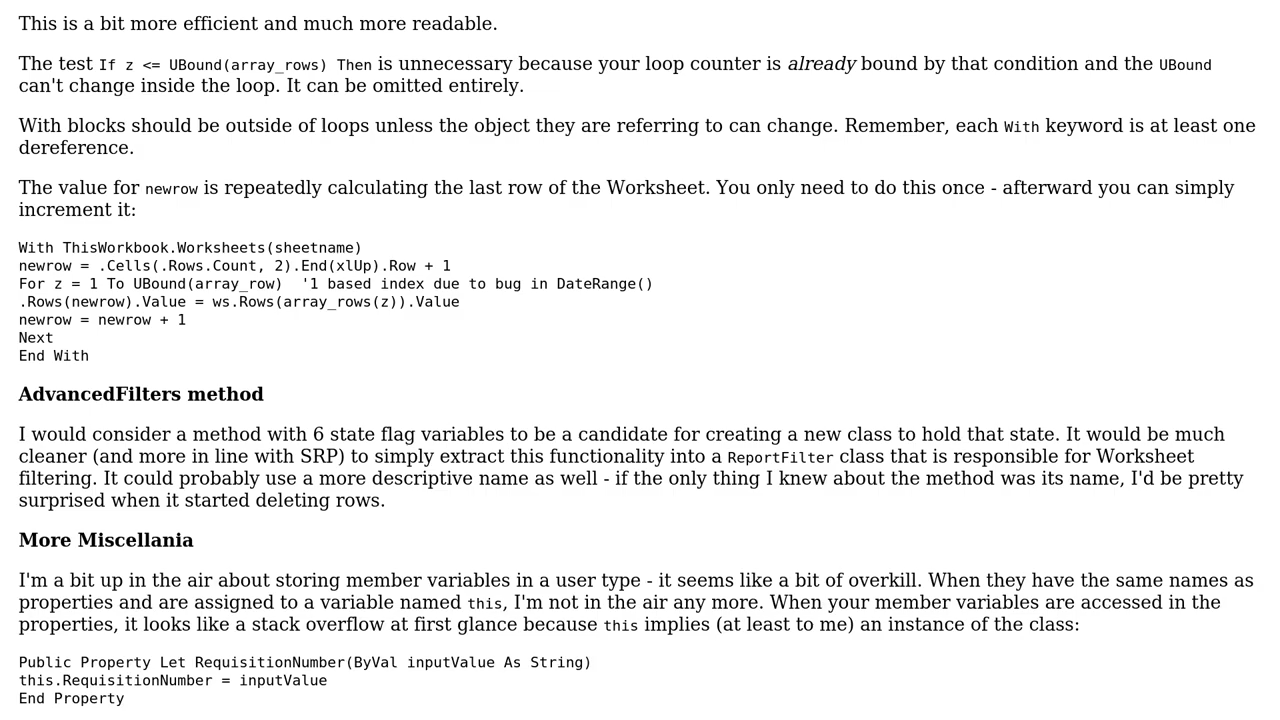 This is a bit more efficient and much more readable.
The test If z <= UBound(array_rows) Then is unnecessary because your loop counter is already bound by that condition and the UBound
can't change inside the loop. It can be omitted entirely.
With blocks should be outside of loops unless the object they are referring to can change. Remember, each With keyword is at least one
dereference.
The value for newrow is repeatedly calculating the last row of the Worksheet. You only need to do this once - afterward you can simply
increment it:
With ThisWorkbook.Worksheets(sheetname)
newrow = .Cells(.Rows.Count, 2).End(xlUp).Row + 1
For z = 1 To UBound(array_row)  '1 based index due to bug in DateRange()
.Rows(newrow).Value = ws.Rows(array_rows(z)).Value
newrow = newrow + 1
Next
End With
AdvancedFilters method
I would consider a method with 6 state flag variables to be a candidate for creating a new class to hold that state. It would be much
cleaner (and more in line with SRP) to simply extract this functionality into a ReportFilter class that is responsible for Worksheet
filtering. It could probably use a more descriptive name as well - if the only thing I knew about the method was its name, I'd be pretty
surprised when it started deleting rows.
More Miscellania
I'm a bit up in the air about storing member variables in a user type - it seems like a bit of overkill. When they have the same names as
properties and are assigned to a variable named this, I'm not in the air any more. When your member variables are accessed in the
properties, it looks like a stack overflow at first glance because this implies (at least to me) an instance of the class:
Public Property Let RequisitionNumber(ByVal inputValue As String)
this.RequisitionNumber = inputValue
End Property